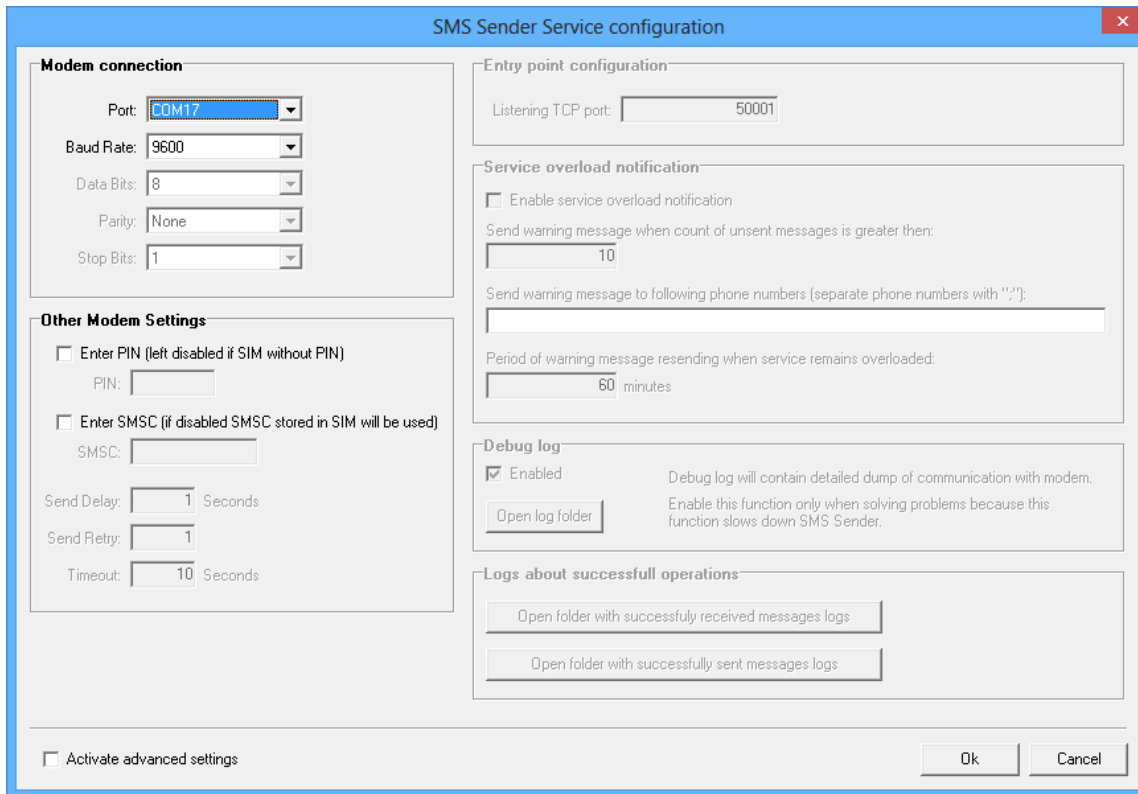 SMS Sender Service configuration
Modem connection
Port: COM17
Baud Rate: 9600
Data Bits: 8
Parity: None
Stop Bits: 1
Other Modem Settings
Enter PIN (left disabled if SIM without PIN)
PIN:
Enter SMSC (if disabled SMSC stored in SIM will be used)
SMSC:
Send Delay: 1 Seconds
Send Retry: 1
Timeout: 10 Seconds
Entry point configuration
Listening TCP port: 50001
Service overload notification
Enable service overload notification
Send warning message when count of unsent messages is greater then:
10
Send warning message to following phone numbers (separate phone numbers with ";"):
Period of warning message resending when service remains overloaded:
60 minutes
Debug log
Enabled
Open log folder
Debug log will contain detailed dump of communication with modem.
Enable this function only when solving problems because this
function slows down SMS Sender.
Logs about successfull operations
Open folder with successfuly received messages logs
Open folder with successfully sent messages logs
Activate advanced settings
Ok
Cancel